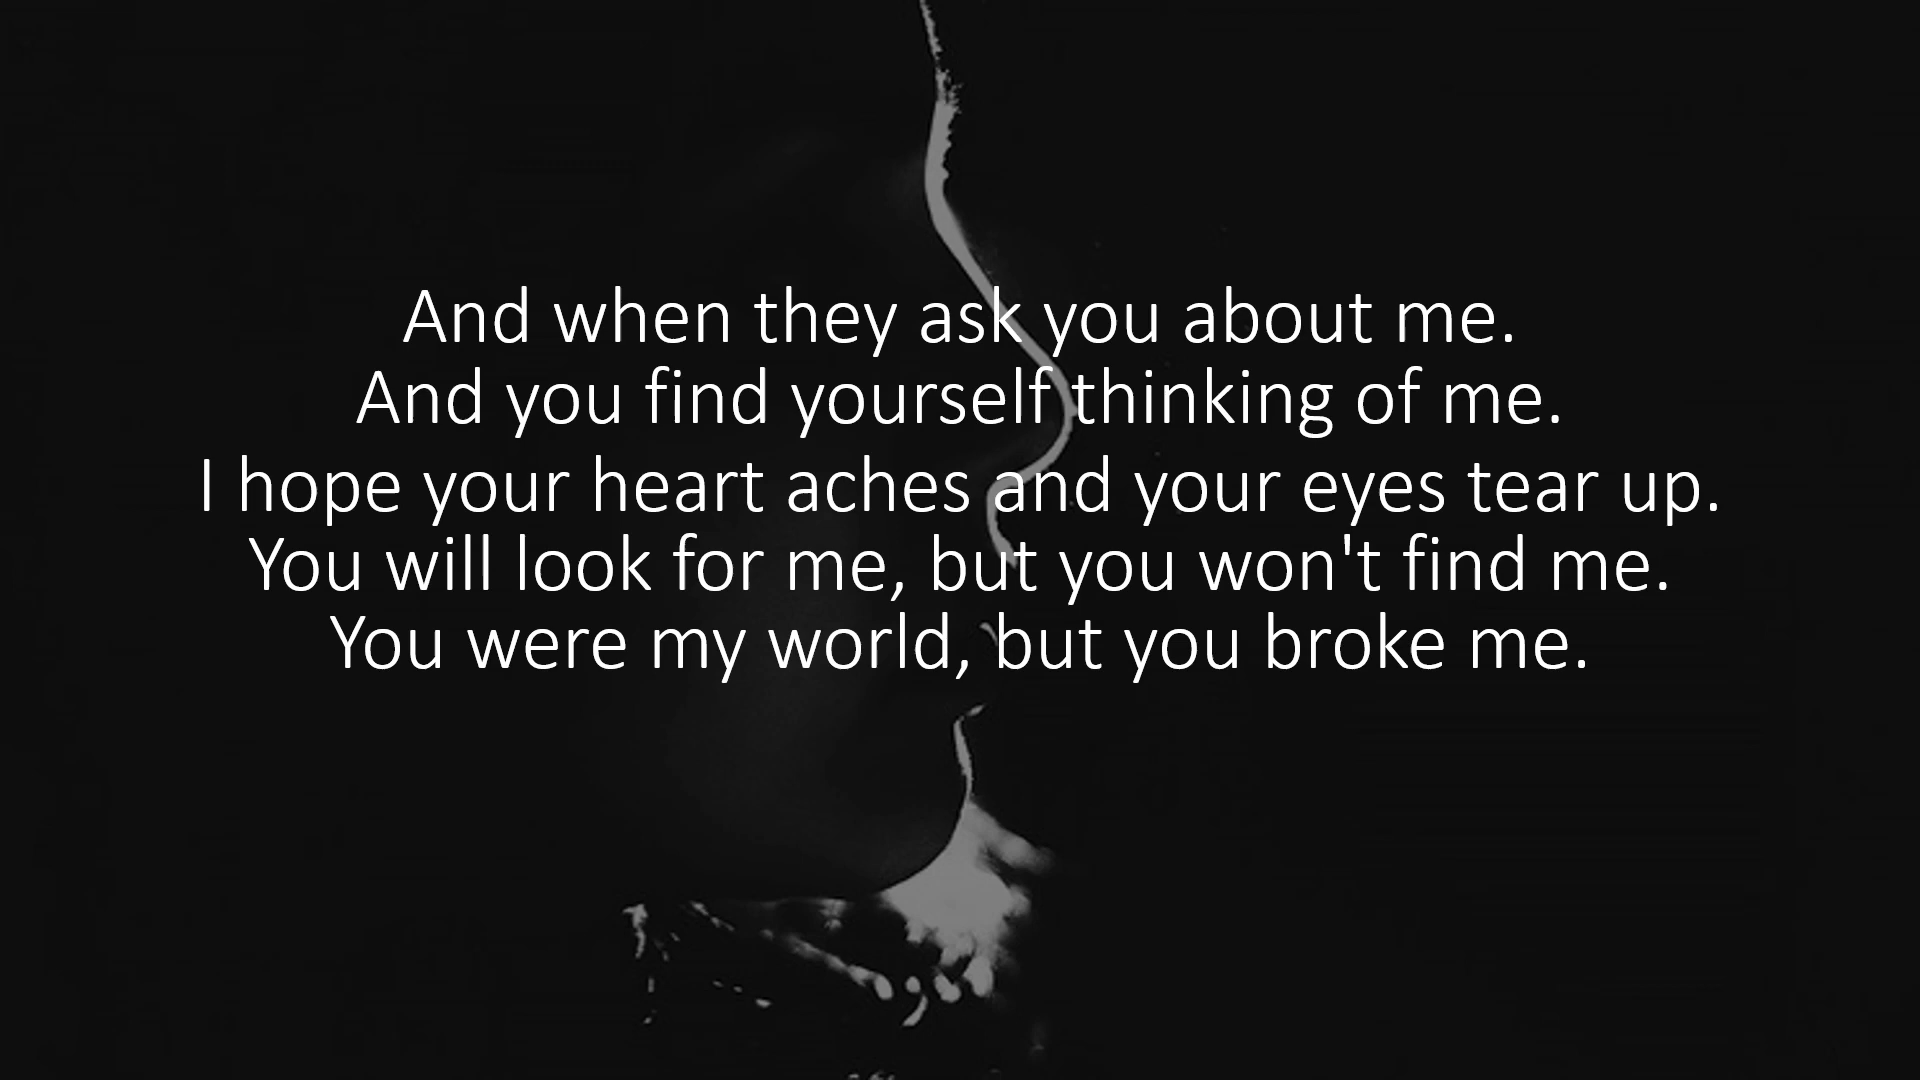 And when they ask you about me.
And you find yourself thinking of me.
I hope your heart aches and your eyes tear up.
You will look for me, but you won't find me.
You were my world, but you broke me.